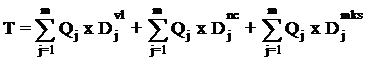 T = ∑_{j=1}^{m} Q_j x D_j^{vl} + ∑_{j=1}^{m} Q_j x D_j^{nc} + ∑_{j=1}^{m} Q_j x D_j^{mks}